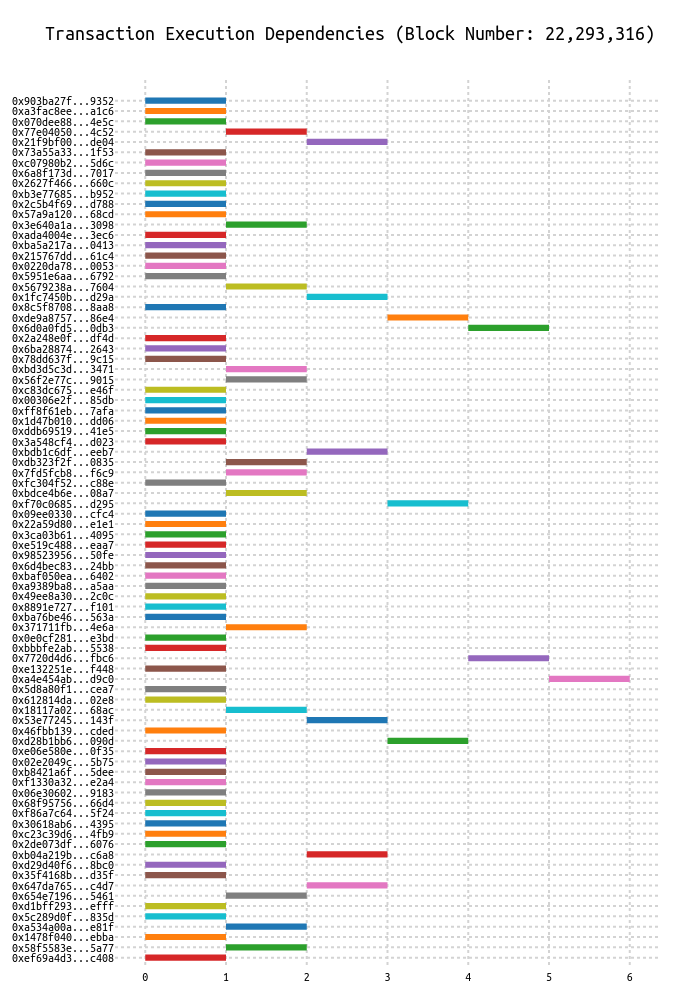 Transaction Execution Dependencies (Block Number: 22,293,316)
0x903ba27f...9352
0xa3fac8ee...a1c6
0x070dee88...4e5c
0x77e04050...4c52
0x21f9bf00...de04
0x73a55a33...1f53
0xc07980b2...5d6c
0x6a8f173d...7017
0x2627f466...660c
0xb3e77685...b952
0x2c5b4f69...d788
0x57a9a120...68cd
0x3e640a1a...3098
0xada4004e...3ec6
0xba5a217a...0413
0x215767dd...61c4
0x0220da78...0053
0x5951e6aa...6792
0x5679238a...7604
0x1fc7450b...d29a
0x8c5f8708...8aa8
0xde9a8757...86e4
0x6d0a0fd5...0db3
0x2a248e0f...df4d
0x6ba28874...2643
0x78dd637f...9c15
0xbd3d5c3d...3471
0x56f2e77c...9015
0xc83dc675...e46f
0x00306e2f...85db
0xff8f61eb...7afa
0x1d47b010...dd06
0xddb69519...41e5
0x3a548cf4...d023
0xbdb1c6df...eeb7
0xdb323f2f...0835
0x7fd5fcb8...f6c9
0xfc304f52...c88e
0xbdce4b6e...08a7
0xf70c0685...d295
0x09ee0330...cfc4
0x22a59d80...e1e1
0x3ca03b61...4095
0xe519c488...eaa7
0x98523956...50fe
0x6d4bec83...24bb
0xbaf050ea...6402
0xa9389ba8...a5aa
0x49ee8a30...2c0c
0x8891e727...f101
0xba76be46...563a
0x371711fb...4e6a
0x0e0cf281...e3bd
0xbbbfe2ab...5538
0x7720d4d6...fbc6
0xe132251e...f448
0xa4e454ab...d9c0
0x5d8a80f1...cea7
0x612814da...02e8
0x18117a02...68ac
0x53e77245...143f
0x46fbb139...cded
0xd28b1bb6...090d
0xe06e580e...0f35
0x02e2049c...5b75
0xb8421a6f...5dee
0xf1330a32...e2a4
0x06e30602...9183
0x68f95756...66d4
0xf86a7c64...5f24
0x30618ab6...4395
0xc23c39d6...4fb9
0x2de073df...6076
0xb04a219b...c6a8
0xd29d40f6...8bc0
0x35f4168b...d35f
0x647da765...c4d7
0x654e7196...5461
0xd1bff293...efff
0x5c289d0f...835d
0xa534a00a...e81f
0x1478f040...ebba
0x58f5583e...5a77
0xef69a4d3...c408
0 1 2 3 4 5 6